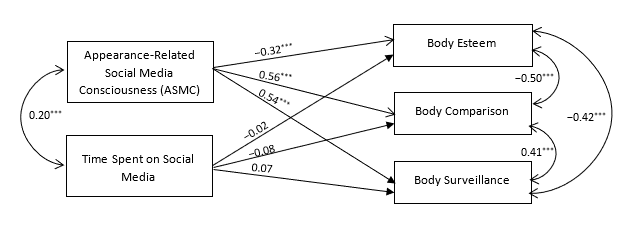 Appearance-Related
Social Media
Consciousness (ASMC)
Time Spent on Social
Media
Body Esteem
Body Comparison
Body Surveillance
0.20***
−0.32***
0.56***
0.54***
−0.02
−0.08
0.07
−0.50***
0.41***
−0.42***